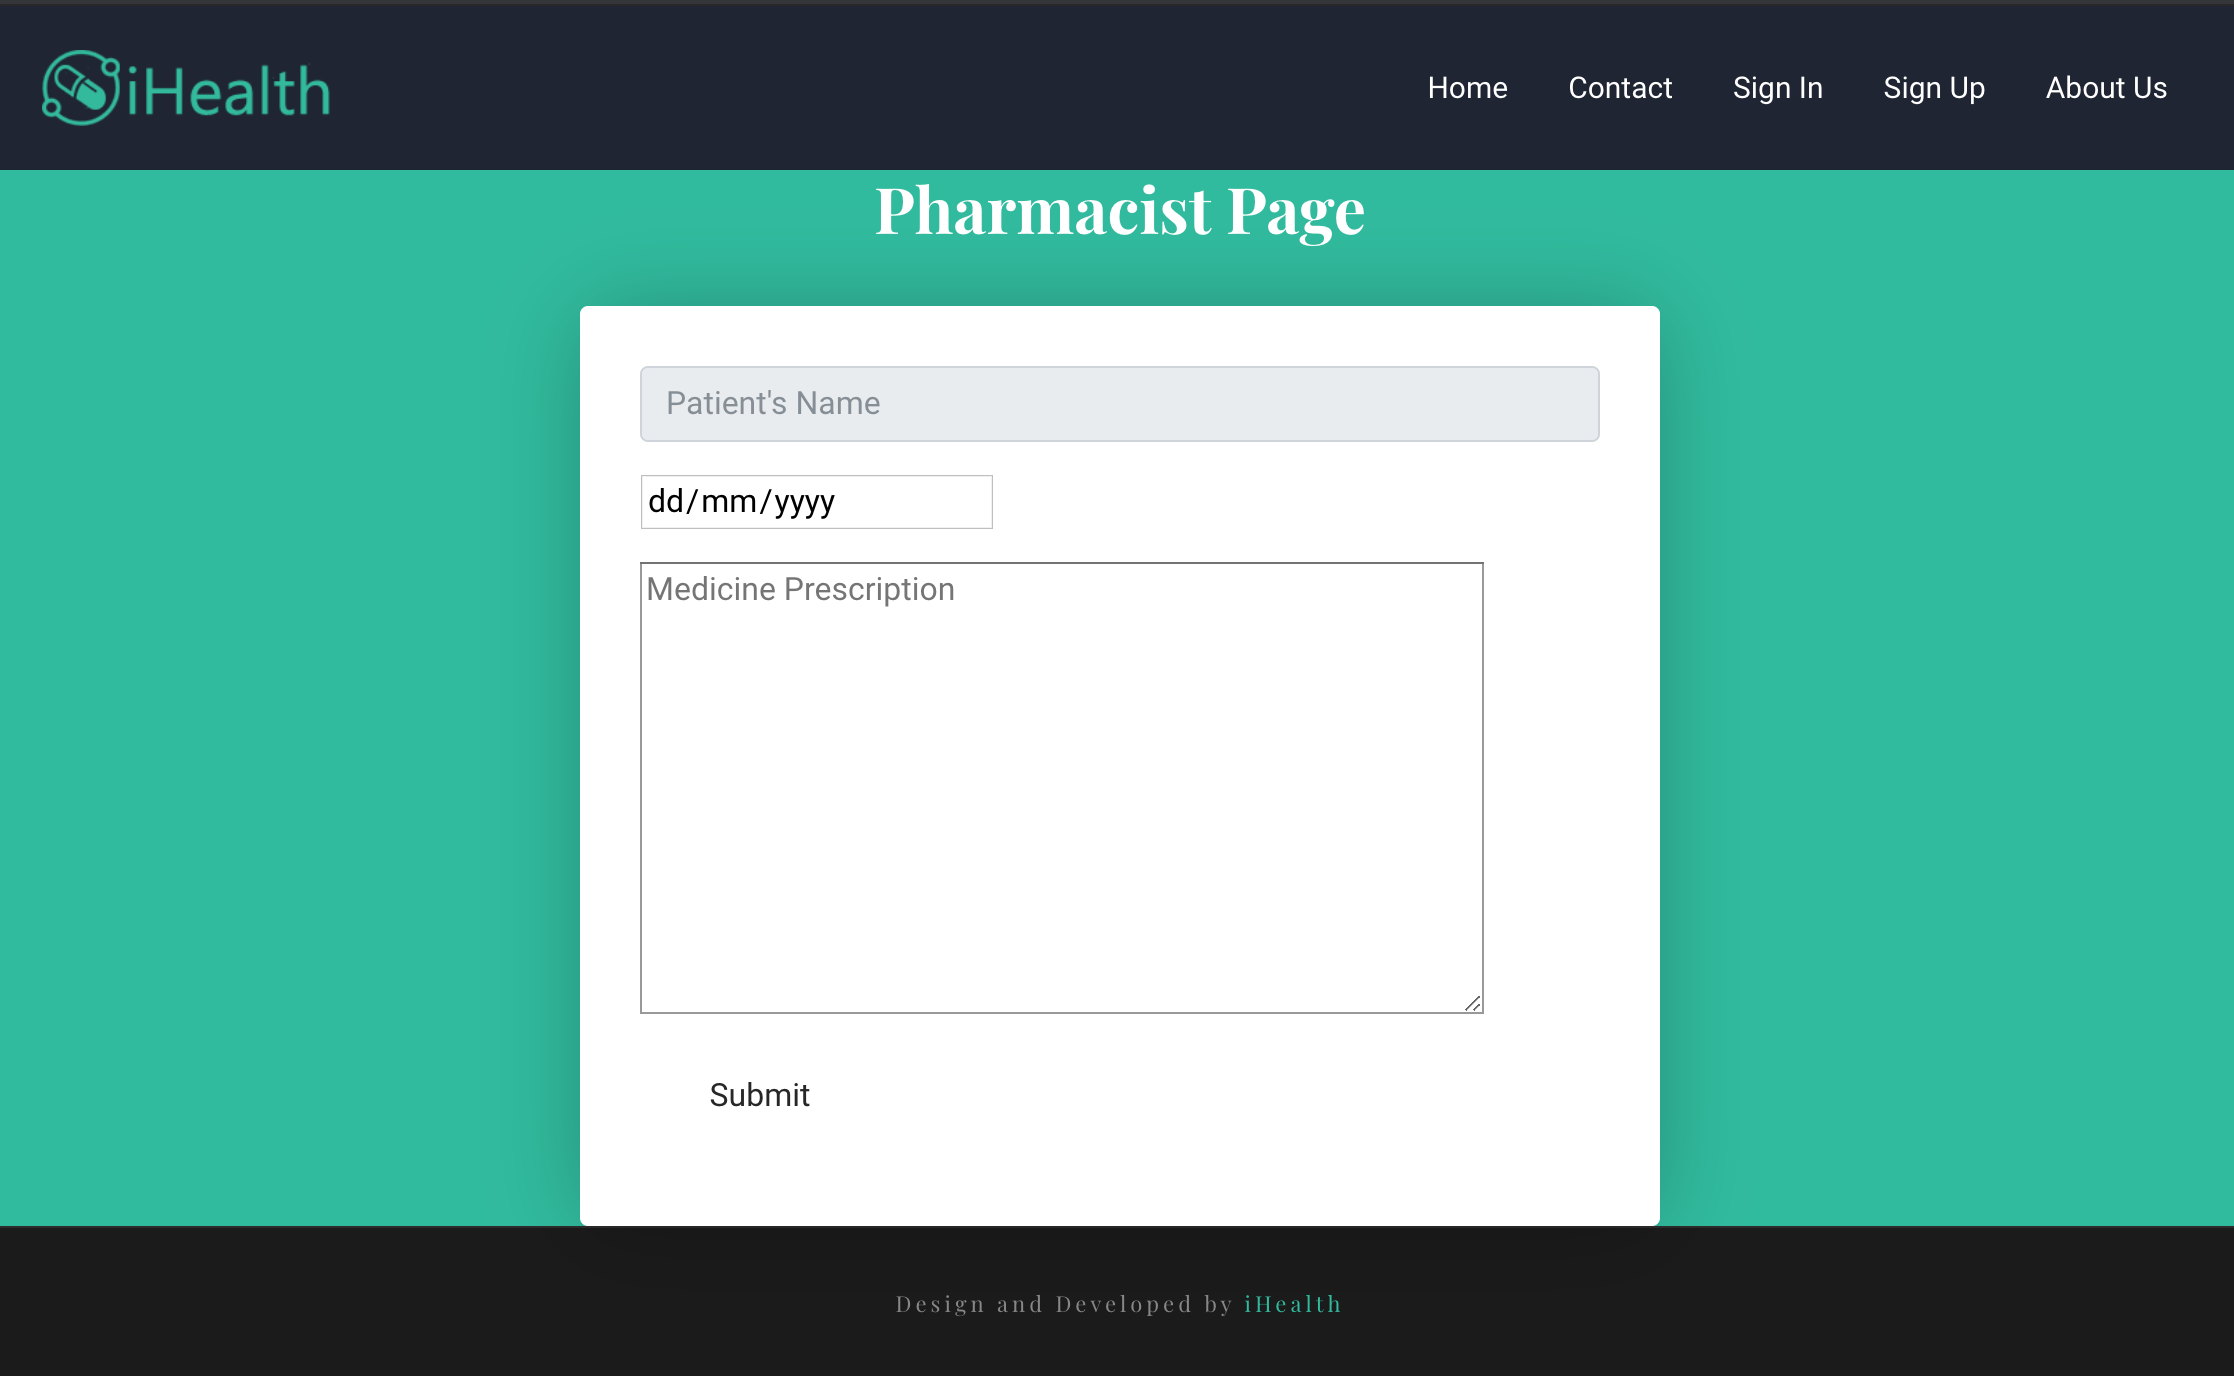 iHealth
Home Contact Sign In Sign Up About Us
Pharmacist Page
Patient's Name
dd/mm/yyyy
Medicine Prescription
Submit
Design and Developed by iHealth